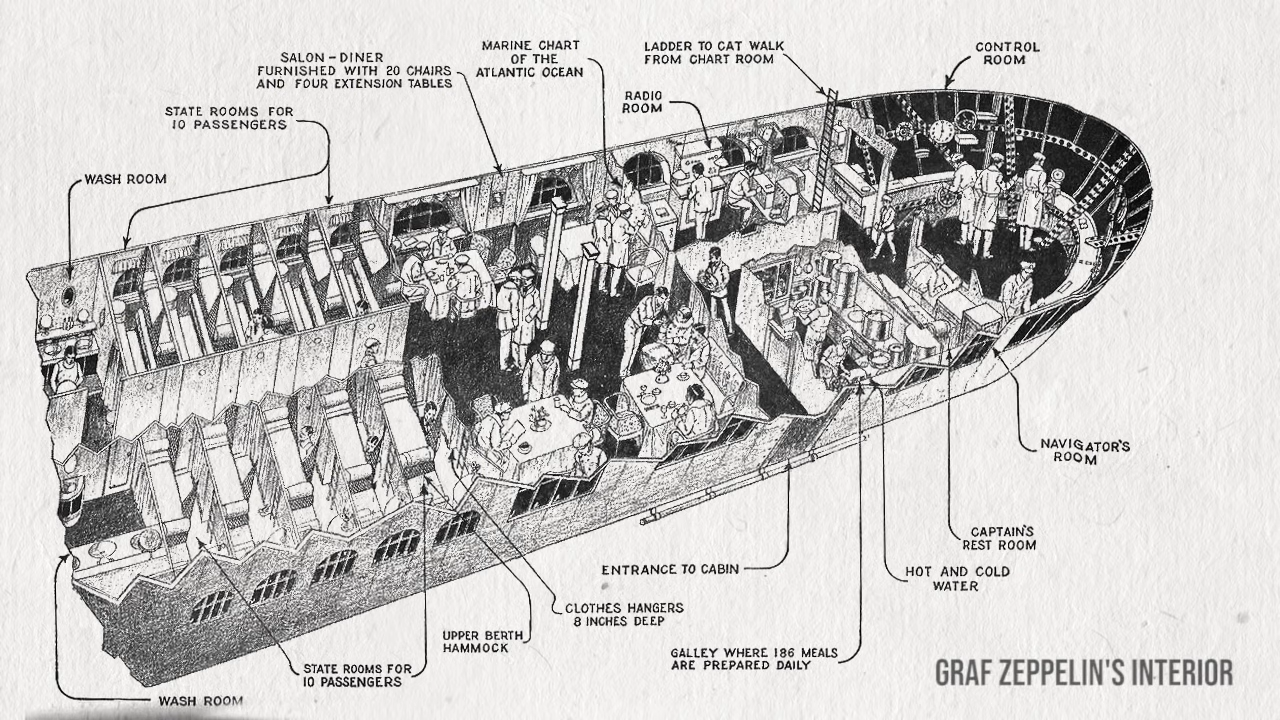 SALON-DINER
FURNISHED WITH 20 CHAIRS
AND FOUR EXTENSION TABLES
MARINE CHART
OF THE
ATLANTIC OCEAN
LADDER TO CAT WALK
FROM CHART ROOM
CONTROL
ROOM
RADIO
ROOM
STATE ROOMS FOR
10 PASSENGERS
WASH ROOM
NAVIGATOR'S
ROOM
CAPTAIN'S
REST ROOM
HOT AND COLD
WATER
ENTRANCE TO CABIN
CLOTHES HANGERS
8 INCHES DEEP
UPPER BERTH
HAMMOCK
GALLEY WHERE 186 MEALS
ARE PREPARED DAILY
STATE ROOMS FOR
10 PASSENGERS
WASH ROOM
GRAF ZEPPELIN'S INTERIOR